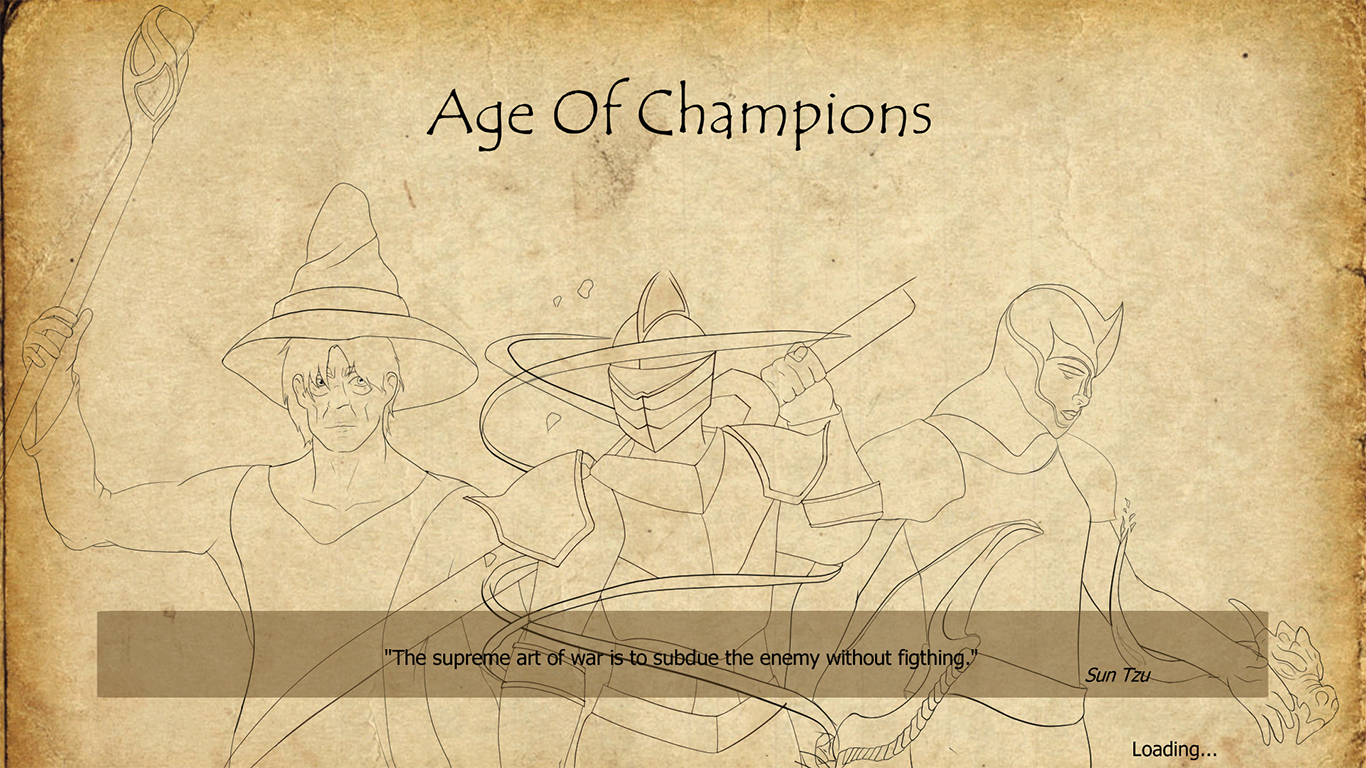 Age Of Champions
"The supreme art of war is to subdue the enemy without figthing."
Sun Tzu
Loading...